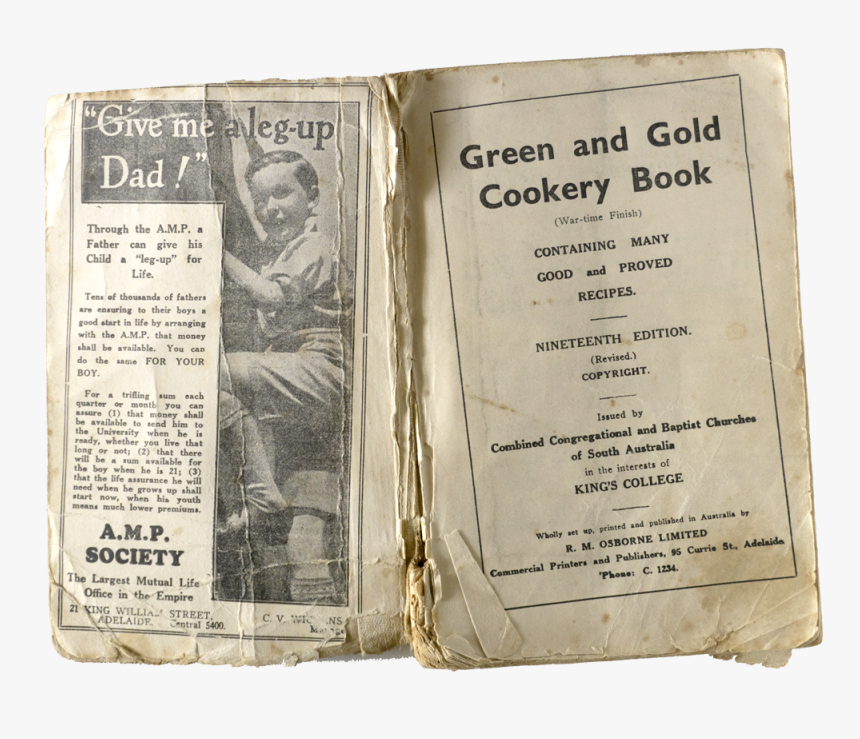 "Give me a leg-up
Dad!"
Through the A.M.P. a
Father can give his
Child a "leg-up" for
Life.
Tens of thousands of fathers
are ensuring to their boys a
good start in life by arranging
with the A.M.P. that money
shall be available. You can
do the same FOR YOUR
BOY.
For a trifling sum each
quarter or month you can
assure (1) that money shall
be available to send him to
the University when he is
ready, whether you live that
long or not; (2) that there
will be a sum available for
the boy when he is 21; (3)
that the life assurance he will
need when he grows up shall
start now, when his youth
means much lower premiums.
A.M.P.
SOCIETY
The Largest Mutual Life
Office in the Empire
21 KING WILLIAM STREET,
ADELAIDE. Central 5400.
C. V.
Green and Gold
Cookery Book
(War-time Finish)
CONTAINING MANY
GOOD and PROVED
RECIPES.
NINETEENTH EDITION.
(Revised.)
COPYRIGHT.
Issued by
Combined Congregational and Baptist Churches
of South Australia
in the interests of
KING'S COLLEGE
Wholly set up, printed and published in Australia by
R. M. OSBORNE LIMITED
Commercial Printers and Publishers, 95 Currie St., Adelaide
'Phone: C. 1234.